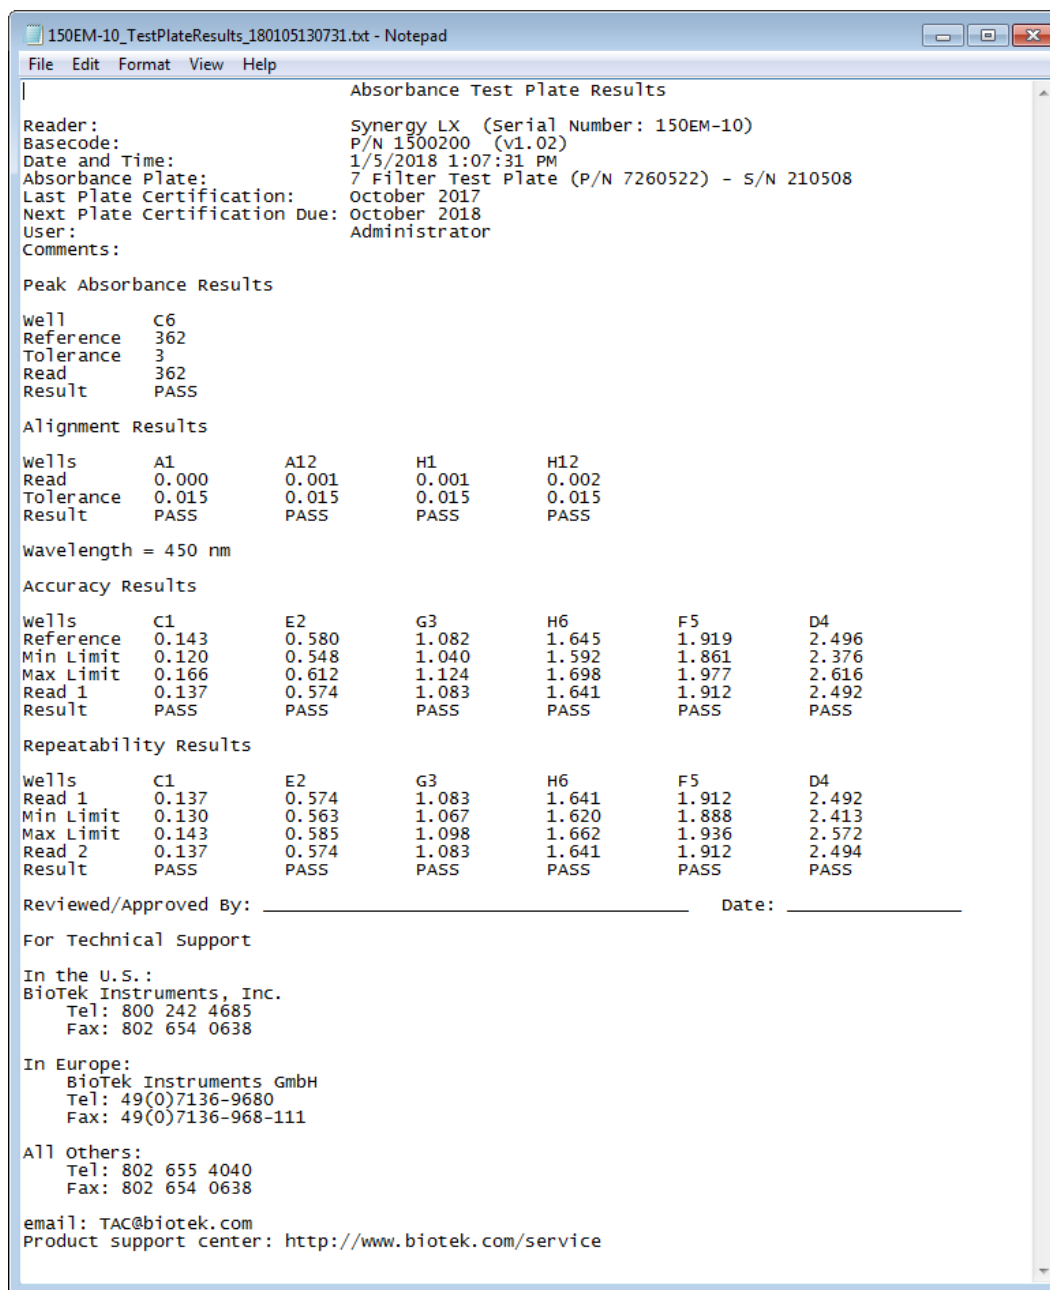 150EM-10_TestPlateResults_180105130731.txt - Notepad
File Edit Format View Help
Absorbance Test Plate Results
Reader: Synergy LX (Serial Number: 150EM-10)
Basecode: P/N 1500200 (v1.02)
Date and Time: 1/5/2018 1:07:31 PM
Absorbance Plate: 7 Filter Test Plate (P/N 7260522) - S/N 210508
Last Plate Certification: October 2017
Next Plate Certification Due: October 2018
User: Administrator
Comments:
Peak Absorbance Results
Well C6
Reference 362
Tolerance 3
Read 362
Result PASS
Alignment Results
Wells A1 A12 H1 H12
Read 0.000 0.001 0.001 0.002
Tolerance 0.015 0.015 0.015 0.015
Result PASS PASS PASS PASS
Wavelength = 450 nm
Accuracy Results
Wells C1 E2 G3 H6 F5 D4
Reference 0.143 0.580 1.082 1.645 1.919 2.496
Min Limit 0.120 0.548 1.040 1.592 1.861 2.376
Max Limit 0.166 0.612 1.124 1.698 1.977 2.616
Read 1 0.137 0.574 1.083 1.641 1.912 2.492
Result PASS PASS PASS PASS PASS PASS
Repeatability Results
Wells C1 E2 G3 H6 F5 D4
Read 1 0.137 0.574 1.083 1.641 1.912 2.492
Min Limit 0.130 0.563 1.067 1.620 1.888 2.413
Max Limit 0.143 0.585 1.098 1.662 1.936 2.572
Read 2 0.137 0.574 1.083 1.641 1.912 2.494
Result PASS PASS PASS PASS PASS PASS
Reviewed/Approved By: ______________________ Date: __________
For Technical Support
In the U.S.:
BioTek Instruments, Inc.
Tel: 800 242 4685
Fax: 802 654 0638
In Europe:
BioTek Instruments GmbH
Tel: 49(0)7136-9680
Fax: 49(0)7136-968-111
All Others:
Tel: 802 655 4040
Fax: 802 654 0638
email: TAC@biotek.com
Product support center: http://www.biotek.com/service